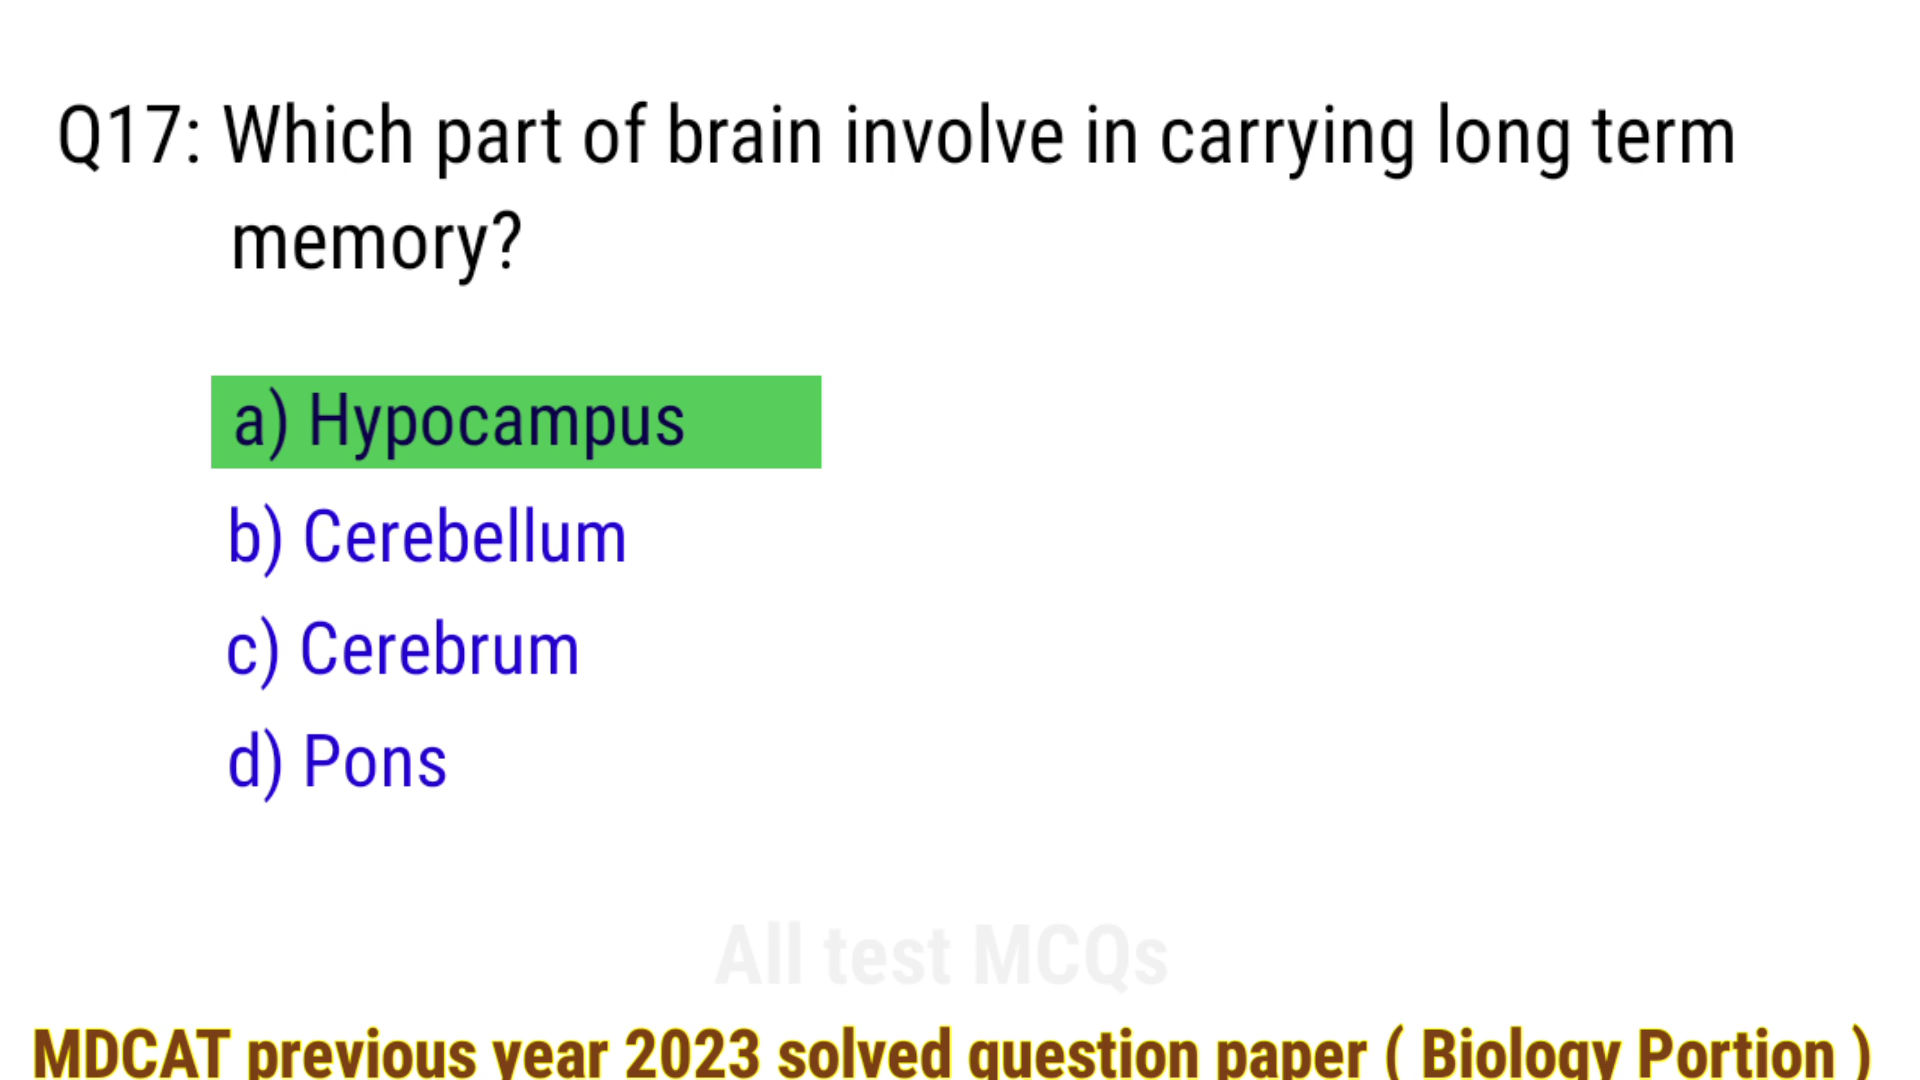 Q17: Which part of brain involve in carrying long term
memory?
a) Hypocampus
b) Cerebellum
c) Cerebrum
d) Pons
All test MCQs
MDCAT previous year 2023 solved question paper ( Biology Portion )